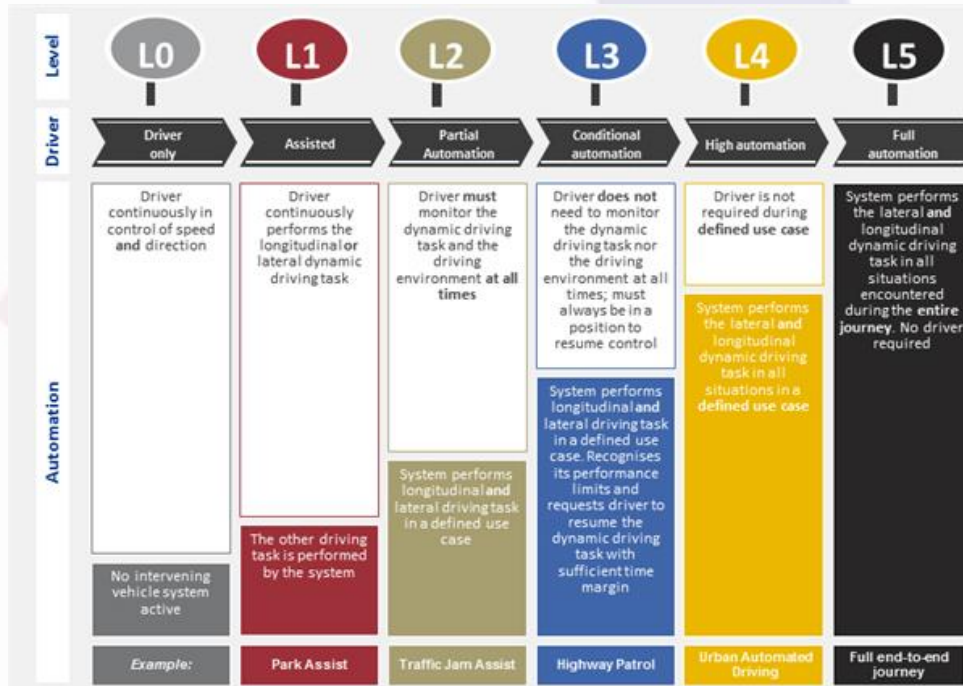 Level
L0
L1
L2
L3
L4
L5
Driver
Driver
only
Assisted
Partial
Automation
Conditional
automation
High automation
Full
automation
Automation
Driver
continuously in
control of speed
and direction
No intervening
vehicle system
active
Driver
continuously
performs the
longitudinal or
lateral dynamic
driving task
The other driving
task is performed
by the system
Driver must
monitor the
dynamic driving
task and the
driving
environment at all
times
System performs
longitudinal and
lateral driving task
in a defined use
case
Driver does not
need to monitor
the dynamic
driving task nor
the driving
environment at all
times; must
always be in a
position to
resume control
System performs
longitudinal and
lateral driving task
in a defined use
case. Recognises
its performance
limits and
requests driver to
resume the
dynamic driving
task with
sufficient time
margin
Driver is not
required during
defined use case
System performs
the lateral and
longitudinal
dynamic driving
task in all
situations in a
defined use case
System performs
the lateral and
longitudinal
dynamic driving
task in all
situations
encountered
during the entire
journey. No driver
required
Example:
Park Assist
Traffic Jam Assist
Highway Patrol
Urban Automated
Driving
Full end-to-end
journey